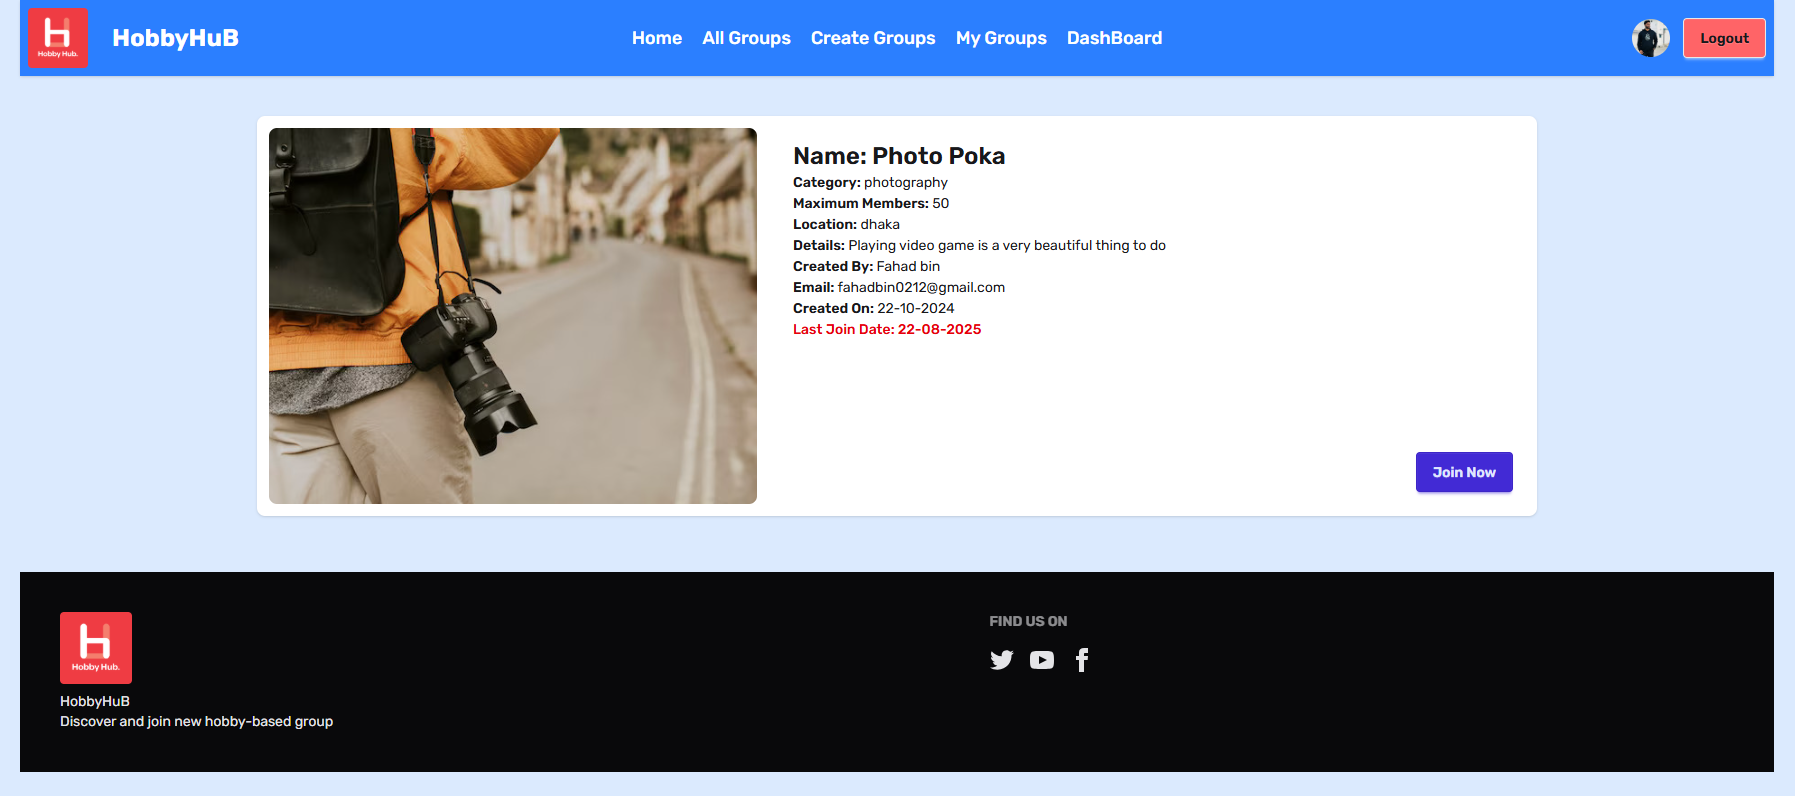 Hobby Hub.
HobbyHuB
Home All Groups Create Groups My Groups DashBoard
Logout
Name: Photo Poka
Category: photography
Maximum Members: 50
Location: dhaka
Details: Playing video game is a very beautiful thing to do
Created By: Fahad bin
Email: fahadbin0212@gmail.com
Created On: 22-10-2024
Last Join Date: 22-08-2025
Join Now
Hobby Hub.
HobbyHuB
Discover and join new hobby-based group
FIND US ON